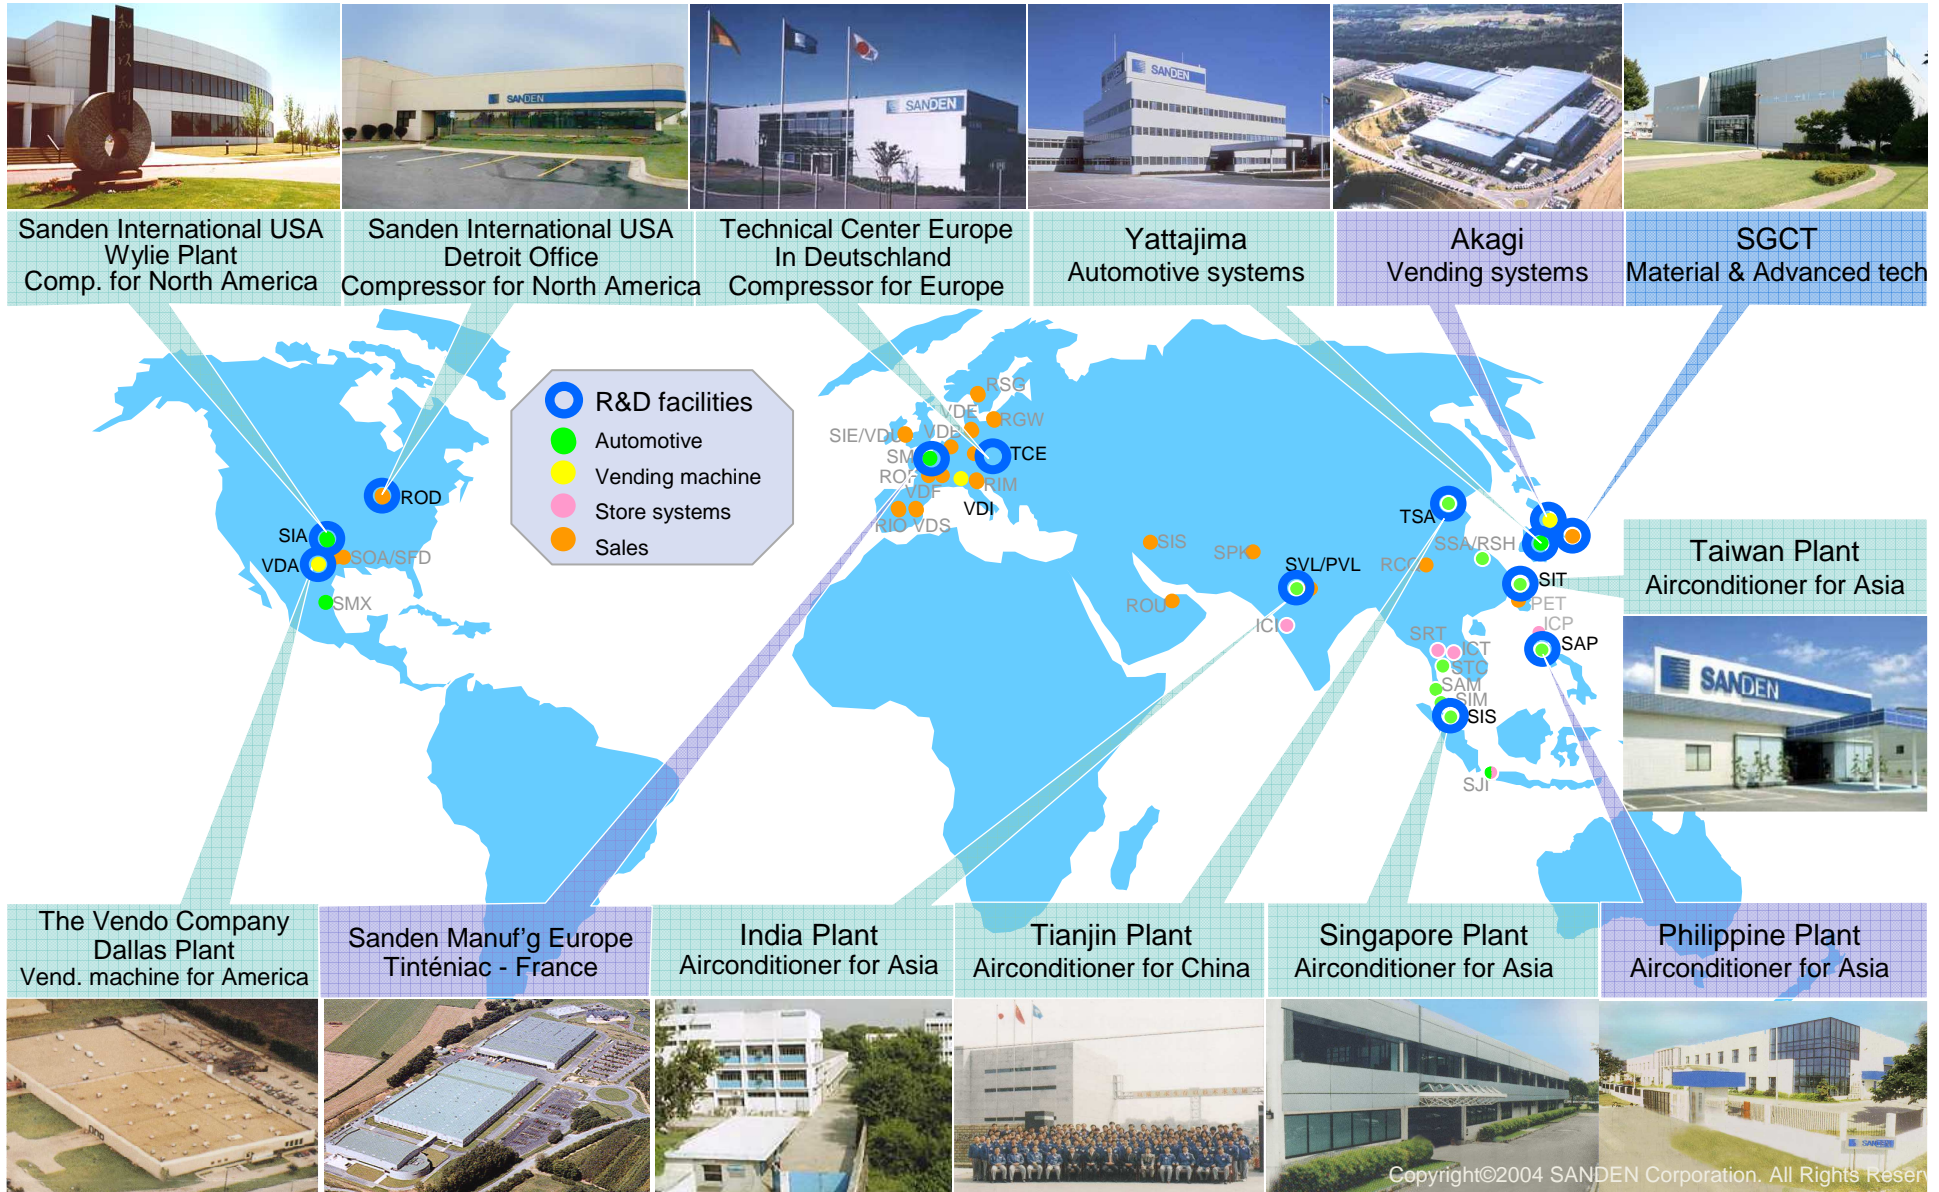 SANDEN
SANDEN
SANDEN
Sanden International USA
Wylie Plant
Comp. for North America
Sanden International USA
Detroit Office
Compressor for North America
Technical Center Europe
In Deutschland
Compressor for Europe
Yattajima
Automotive systems
Akagi
Vending systems
SGCT
Material & Advanced tech
R&D facilities
Automotive
Vending machine
Store systems
Sales
ROD
SIA
VDA
SOA/SFD
SMX
RSG
VDE
RGW
SIE/VDU
TCE
RIM
VDF
VDI
RIO VDS
SIS
SPK
ROU
SVL/PVL
ICI
TSA
SSA/RSH
SIT
PET
ICP
SAP
SRT
ICT
STC
SAM
SIM
SIS
SJI
Taiwan Plant
Airconditioner for Asia
SANDEN
The Vendo Company
Dallas Plant
Vend. machine for America
Sanden Manuf’g Europe
Tinténiac - France
India Plant
Airconditioner for Asia
Tianjin Plant
Airconditioner for China
Singapore Plant
Airconditioner for Asia
Philippine Plant
Airconditioner for Asia
SANDEN
Copyright©2004 SANDEN Corporation. All Rights Reserv